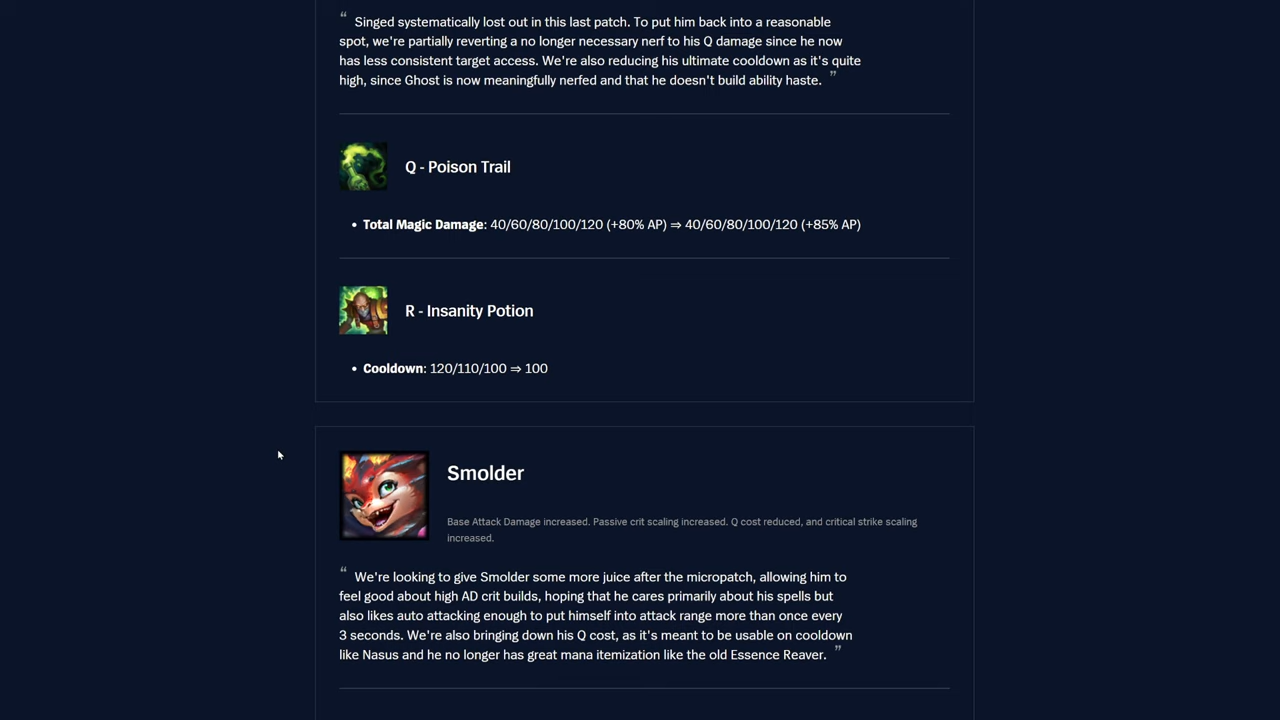 “ Singed systematically lost out in this last patch. To put him back into a reasonable
spot, we're partially reverting a no longer necessary nerf to his Q damage since he now
has less consistent target access. We're also reducing his ultimate cooldown as it's quite
high, since Ghost is now meaningfully nerfed and that he doesn't build ability haste. ”
Q - Poison Trail
• Total Magic Damage: 40/60/80/100/120 (+80% AP) ⇒ 40/60/80/100/120 (+85% AP)
R - Insanity Potion
• Cooldown: 120/110/100 ⇒ 100
Smolder
Base Attack Damage increased. Passive crit scaling increased. Q cost reduced, and critical strike scaling
increased.
“ We're looking to give Smolder some more juice after the micropatch, allowing him to
feel good about high AD crit builds, hoping that he cares primarily about his spells but
also likes auto attacking enough to put himself into attack range more than once every
3 seconds. We're also bringing down his Q cost, as it's meant to be usable on cooldown
like Nasus and he no longer has great mana itemization like the old Essence Reaver. ”